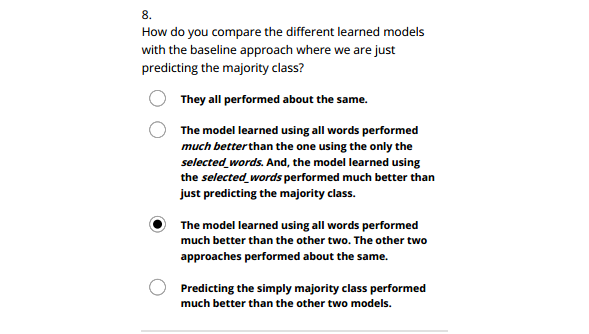 8.
How do you compare the different learned models
with the baseline approach where we are just
predicting the majority class?
They all performed about the same.
The model learned using all words performed
much better than the one using the only the
selected_words. And, the model learned using
the selected_words performed much better than
just predicting the majority class.
The model learned using all words performed
much better than the other two. The other two
approaches performed about the same.
Predicting the simply majority class performed
much better than the other two models.